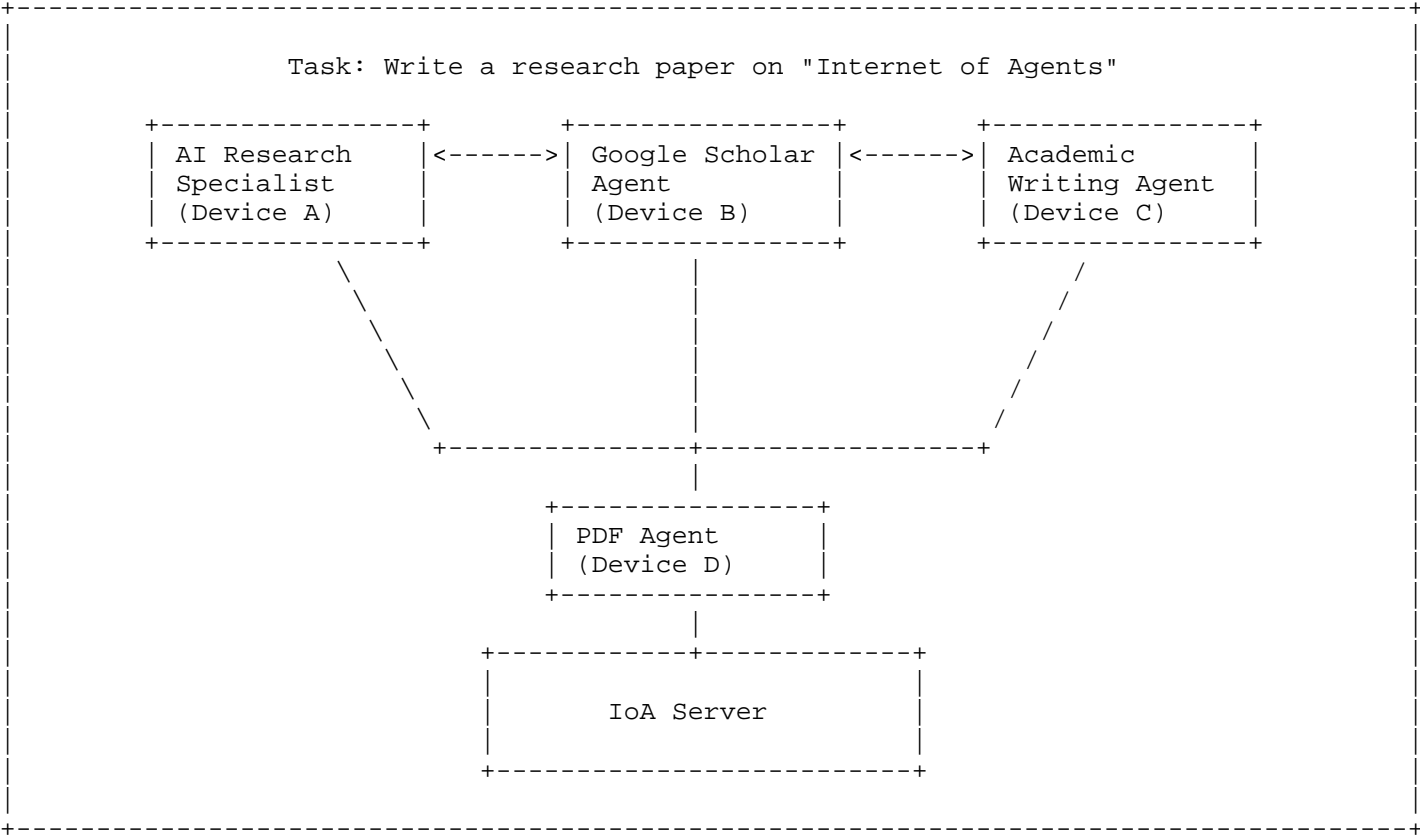 Task: Write a research paper on "Internet of Agents"
AI Research
Specialist
(Device A)
Google Scholar
Agent
(Device B)
Academic
Writing Agent
(Device C)
PDF Agent
(Device D)
IoA Server